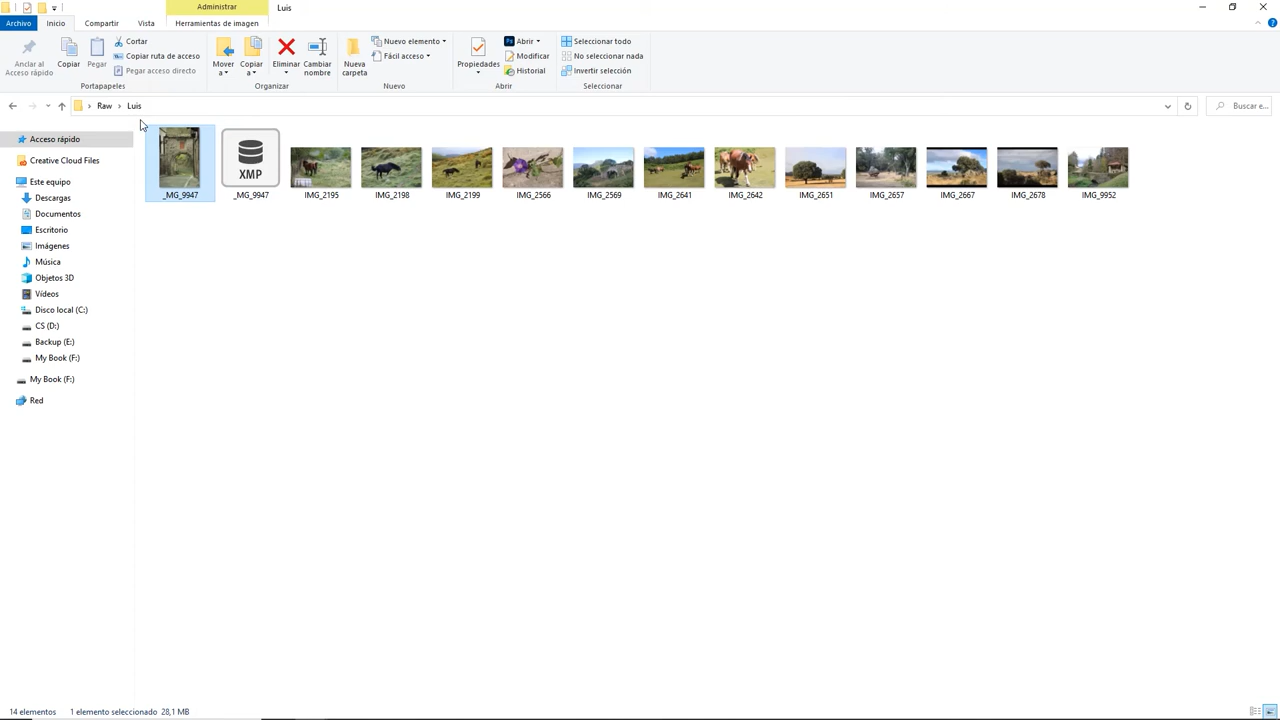 Administrar
Luis
Archivo
Inicio
Compartir
Vista
Herramientas de imagen
Anclar al
Acceso rápido
Copiar
Pegar
Cortar
Copiar ruta de acceso
Pegar acceso directo
Portapapeles
Mover
a
Copiar
a
Eliminar
Cambiar
nombre
Organizar
Nueva
carpeta
Nuevo elemento
Fácil acceso
Nuevo
Propiedades
Ps
Abrir
Modificar
Historial
Abrir
Seleccionar todo
No seleccionar nada
Invertir selección
Seleccionar
Raw
Luis
Buscar e...
Acceso rápido
Creative Cloud Files
Este equipo
Descargas
Documentos
Escritorio
Imágenes
Música
Objetos 3D
Vídeos
Disco local (C:)
CS (D:)
Backup (E:)
My Book (F:)
My Book (F:)
Red
XMP
_MG_9947
_MG_9947
IMG_2195
IMG_2198
IMG_2199
IMG_2566
IMG_2569
IMG_2641
IMG_2642
IMG_2651
IMG_2657
IMG_2667
IMG_2678
IMG_9952
14 elementos
1 elemento seleccionado 28,1 MB